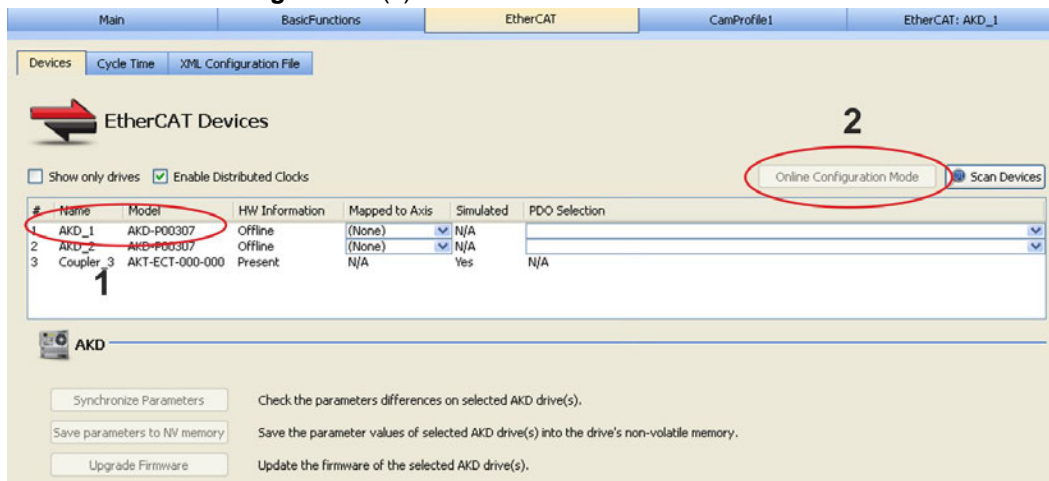 Main BasicFunctions EtherCAT CamProfile1 EtherCAT: AKD_1
Devices Cycle Time XML Configuration File
EtherCAT Devices
2
Show only drives Enable Distributed Clocks Online Configuration Mode Scan Devices
# Name Model HW Information Mapped to Axis Simulated PDO Selection
1 AKD_1 AKD-P00307 Offline (None) N/A
2 AKD_2 AKD-P00307 Offline (None) N/A
3 Coupler_3 AKT-ECT-000-000 Present N/A Yes N/A
1
AKD
Synchronize Parameters Check the parameters differences on selected AKD drive(s).
Save parameters to NV memory Save the parameter values of selected AKD drive(s) into the drive's non-volatile memory.
Upgrade Firmware Update the firmware of the selected AKD drive(s).